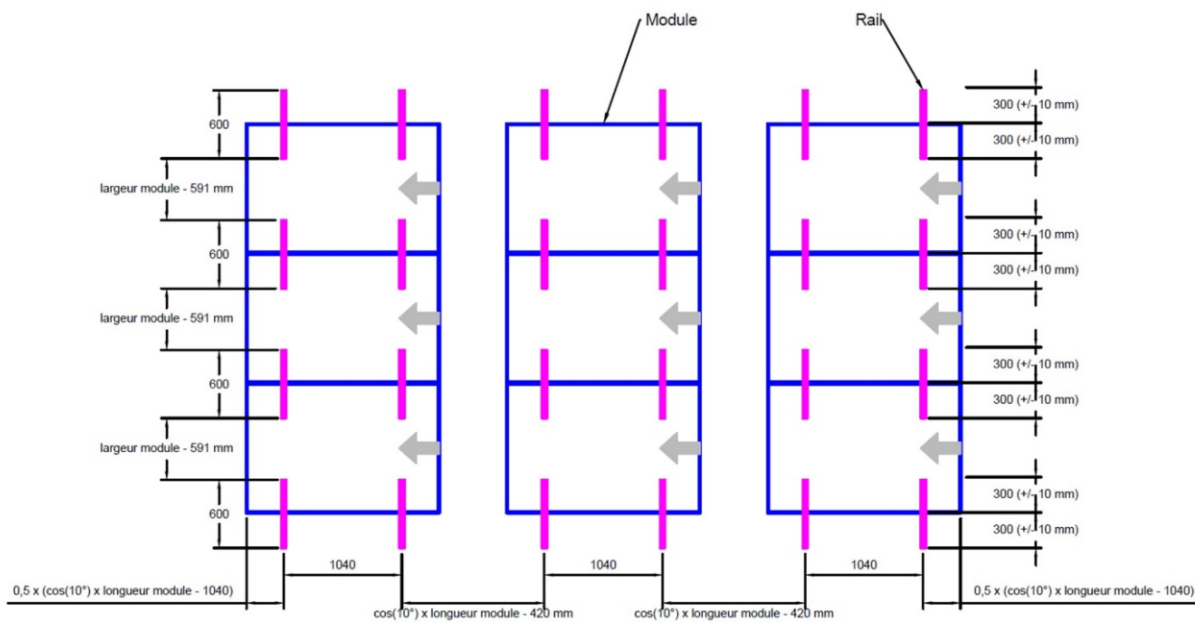 Module
Rail
600
300 (+/- 10 mm)
300 (+/- 10 mm)
largeur module - 591 mm
600
300 (+/- 10 mm)
300 (+/- 10 mm)
largeur module - 591 mm
600
300 (+/- 10 mm)
300 (+/- 10 mm)
largeur module - 591 mm
600
300 (+/- 10 mm)
300 (+/- 10 mm)
1040
1040
1040
0,5 x (cos(10°) x longueur module - 1040)
0,5 x (cos(10°) x longueur module - 1040)
cos(10°) x longueur module - 420 mm
cos(10°) x longueur module - 420 mm